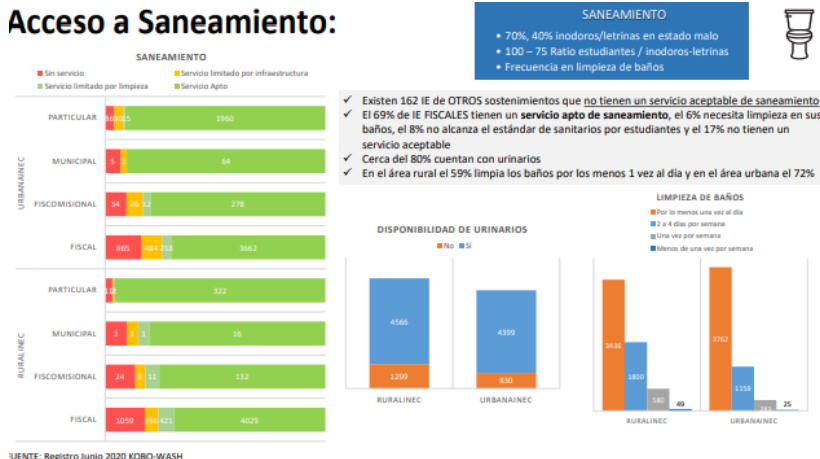 Acceso a Saneamiento:
SANEAMIENTO
• 70%, 40% inodoros/letrinas en estado malo
• 100 – 75 Ratio estudiantes / inodoros-letrinas
• Frecuencia en limpieza de baños
SANEAMIENTO
Sin servicio
Servicio limitado por infraestructura
Servicio limitado por limpieza
Servicio Apto
URBANAINEC
PARTICULAR
15
1960
MUNICIPAL
5
2
64
FISCOMISIONAL
34
26
12
278
FISCAL
865
484
218
3662
RURALINEC
PARTICULAR
322
MUNICIPAL
2
1
1
16
FISCOMISIONAL
24
8
11
132
FISCAL
1059
356
421
4029
✓ Existen 162 IE de OTROS sostenimientos que no tienen un servicio aceptable de saneamiento
✓ El 69% de IE FISCALES tienen un servicio apto de saneamiento, el 6% necesita limpieza en sus
baños, el 8% no alcanza el estándar de sanitarios por estudiantes y el 17% no tienen un
servicio aceptable
✓ Cerca del 80% cuentan con urinarios
✓ En el área rural el 59% limpia los baños por los menos 1 vez al día y en el área urbana el 72%
DISPONIBILIDAD DE URINARIOS
No Sí
4566
1299
4399
830
RURALINEC
URBANAINEC
LIMPIEZA DE BAÑOS
Por lo menos una vez al día
2 a 4 días por semana
Una vez por semana
Menos de una vez por semana
3436
1800
580
49
3762
1159
25
RURALINEC
URBANAINEC
FUENTE: Registro Junio 2020 KOBO-WASH